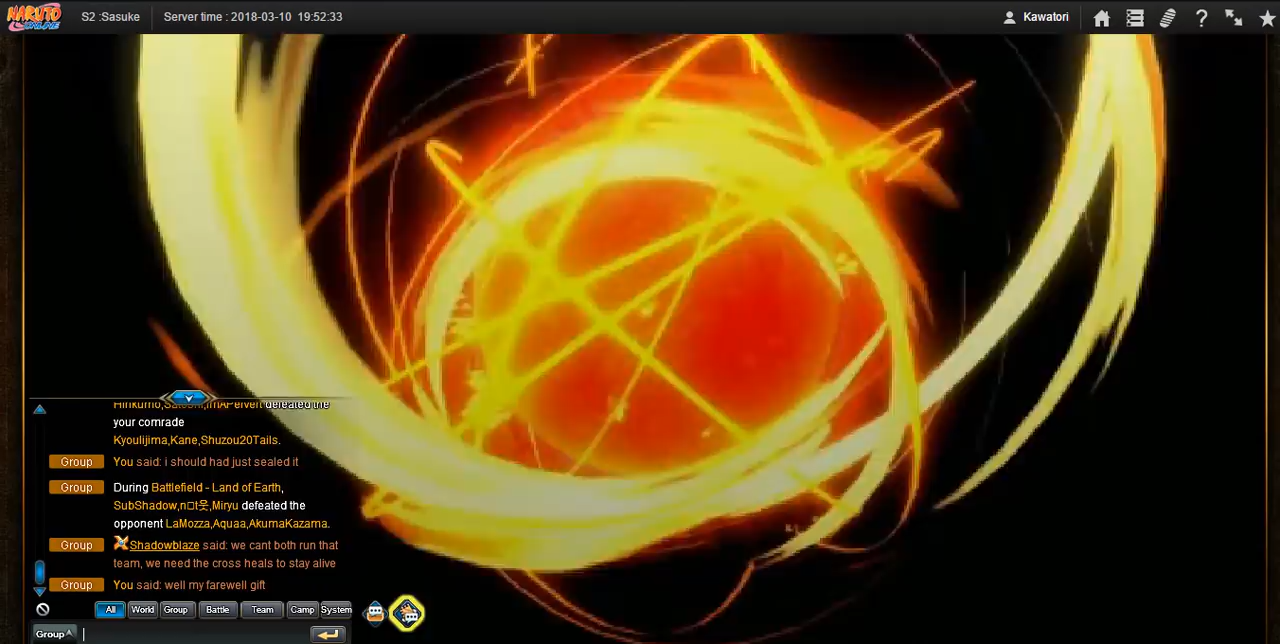 NARUTO
ONLINE
S2 :Sasuke
Server time : 2018-03-10 19:52:33
Kawatori
defeated the
your comrade
Kyoulijima,Kane,Shuzou20Tails.
Group You said: i should had just sealed it
Group During Battlefield - Land of Earth,
SubShadow,n□t웃,Miryu defeated the
opponent LaMozza,Aquaa,AkumaKazama.
Group Shadowblaze said: we cant both run that
team, we need the cross heals to stay alive
Group You said: well my farewell gift
All World Group Battle Team Camp System
Group